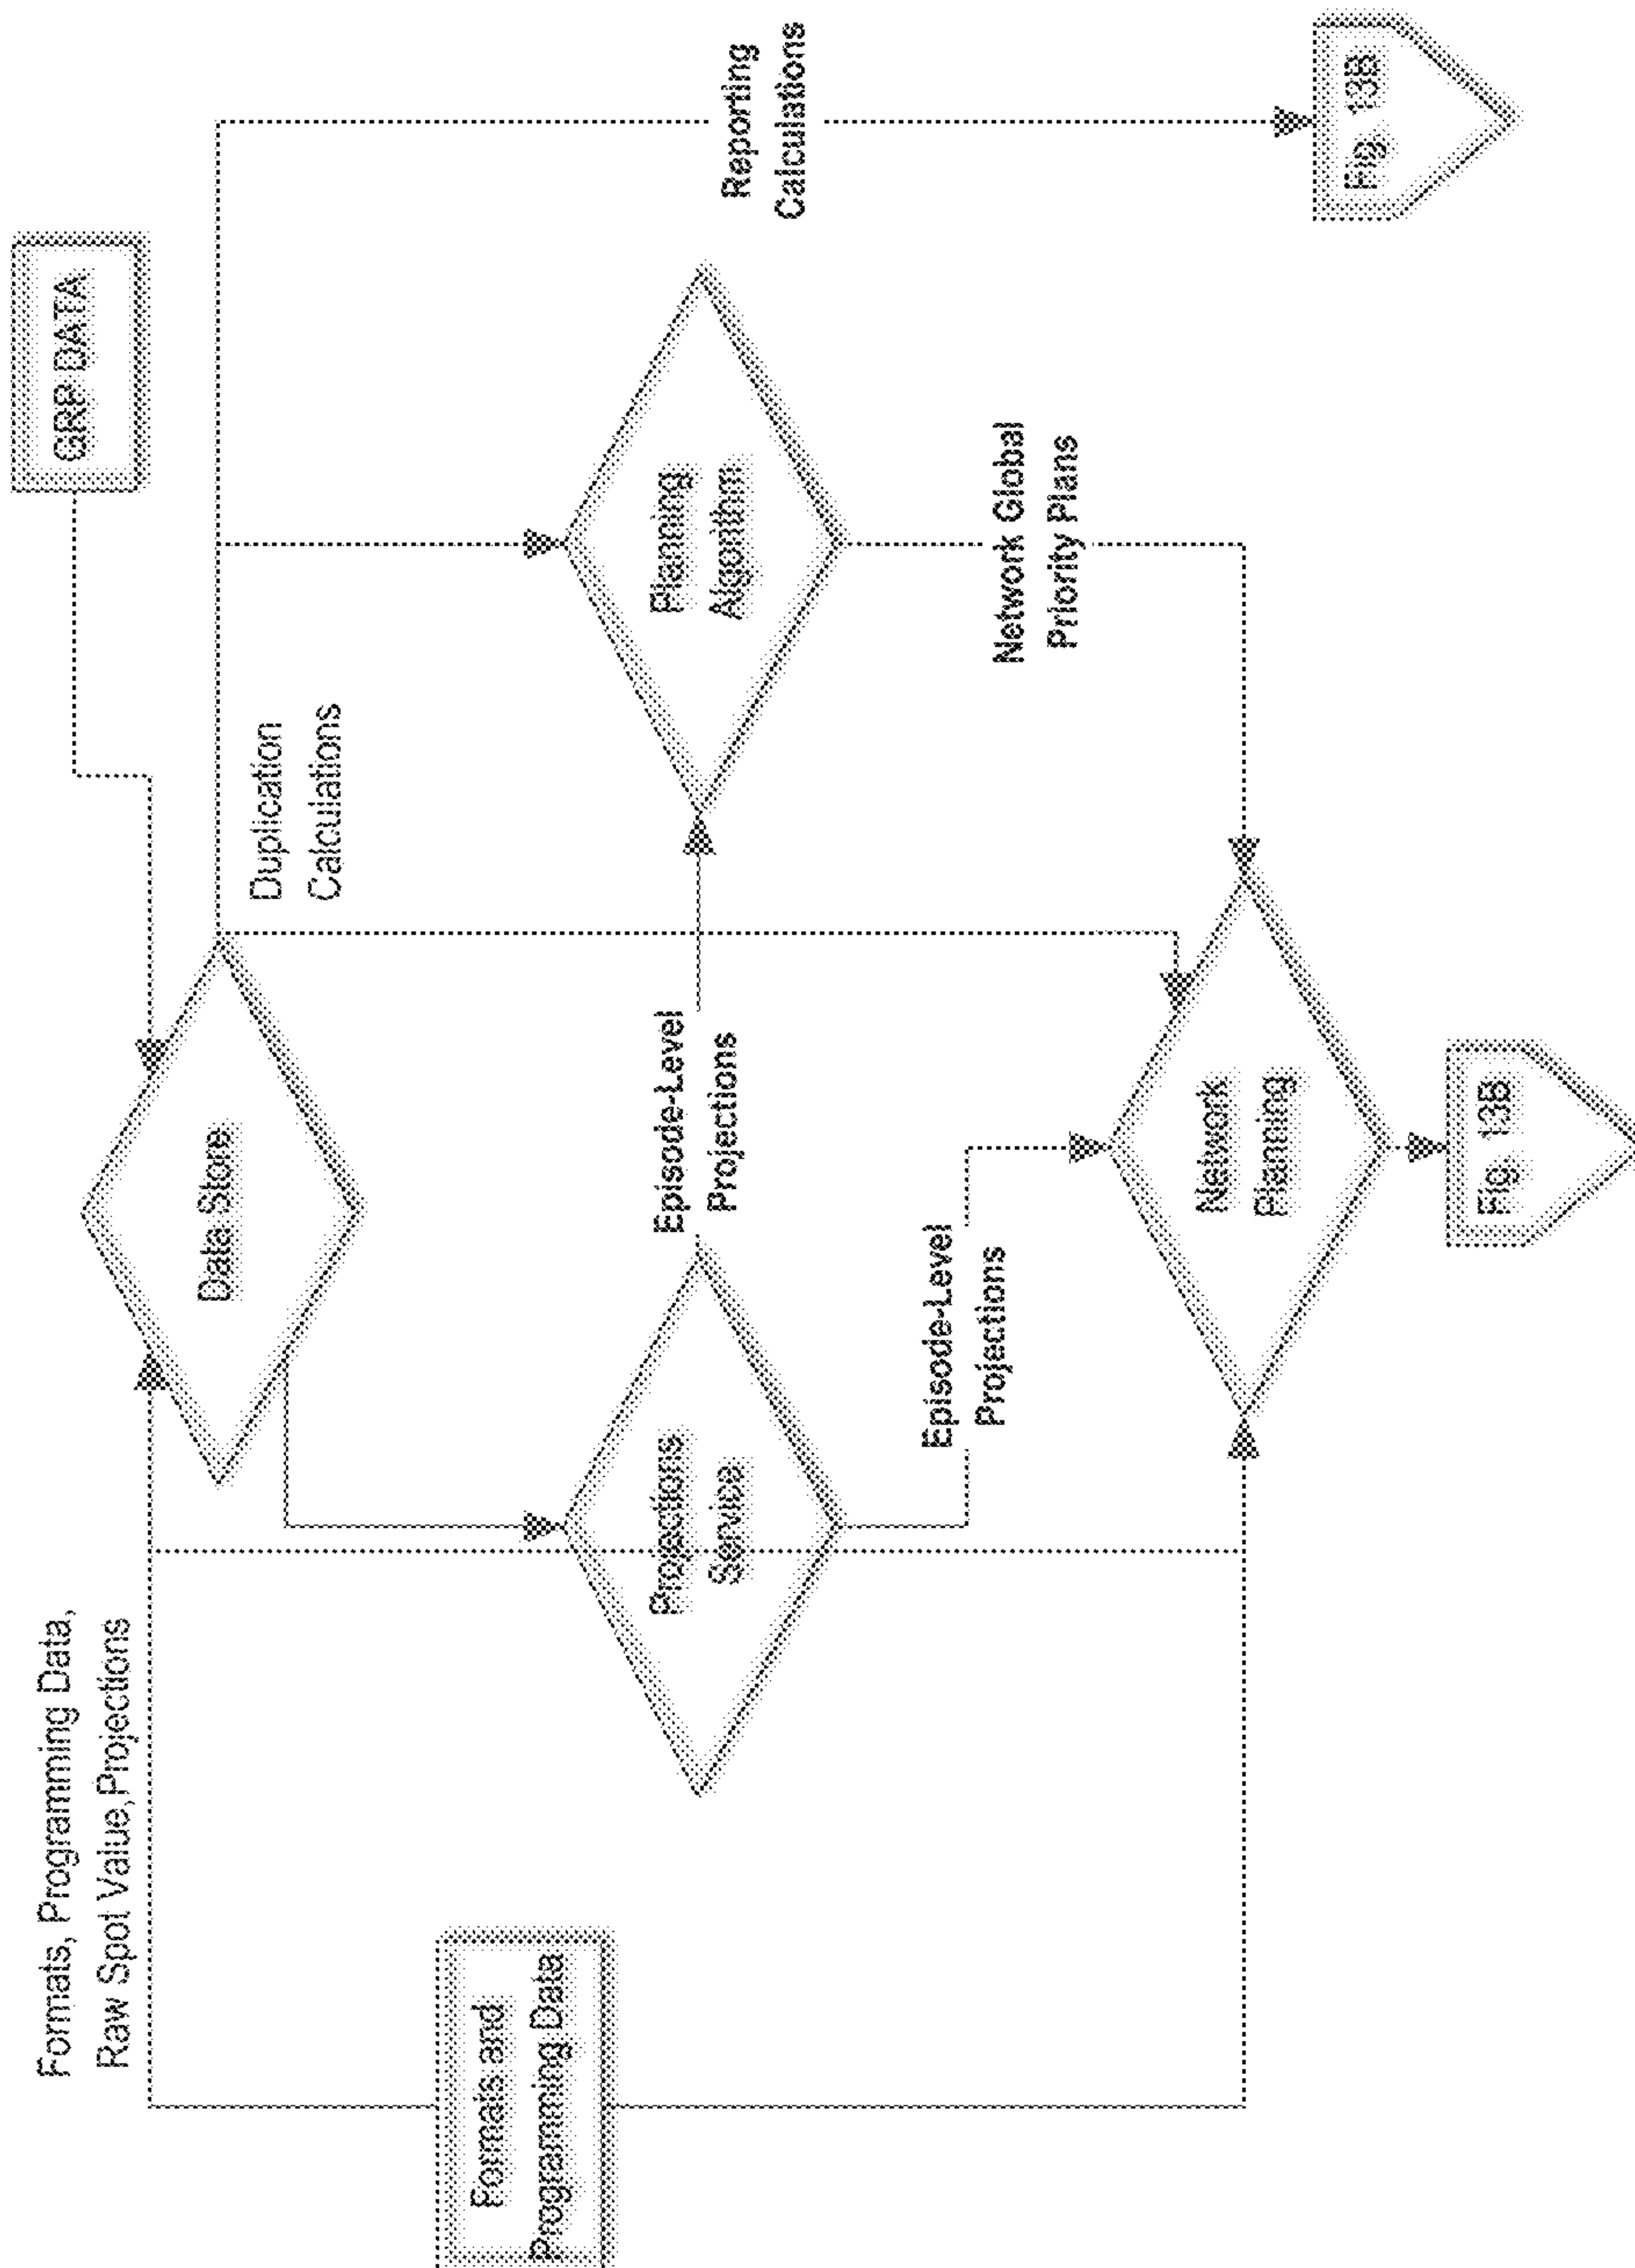 Formats, Programming Data,
Raw Spot Value, Projections
GRP DATA
Data Store
Duplication
Calculations
Formats and
Programming Data
Projections
Service
Episode-Level
Projections
Planning
Algorithm
Reporting
Calculations
Episode-Level
Projections
Network Global
Priority Plans
Network
Planning
Fig. 13B
Fig. 13B